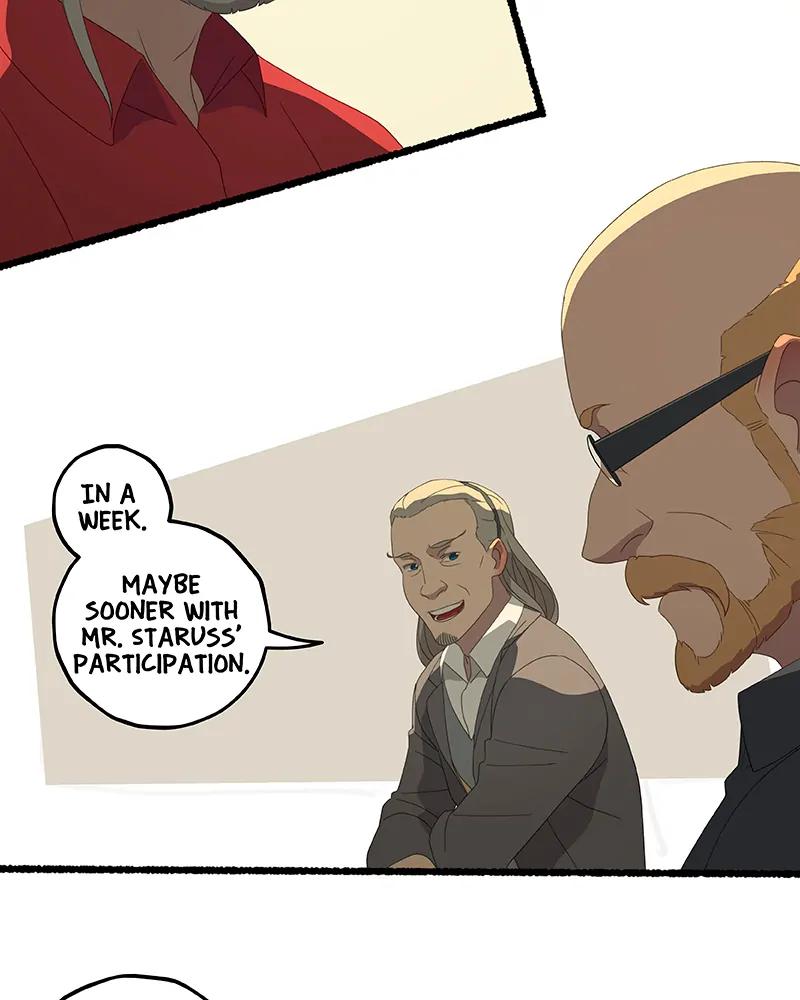 IN A
WEEK.
MAYBE
SOONER WITH
MR. STARUSS'
PARTICIPATION.